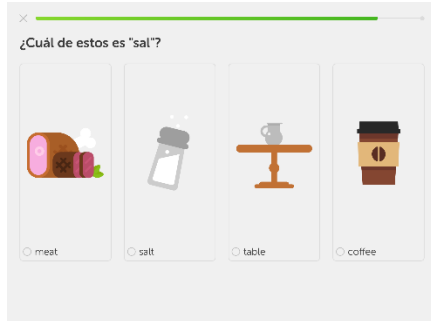 ¿Cuál de estos es "sal"?
meat
salt
table
coffee